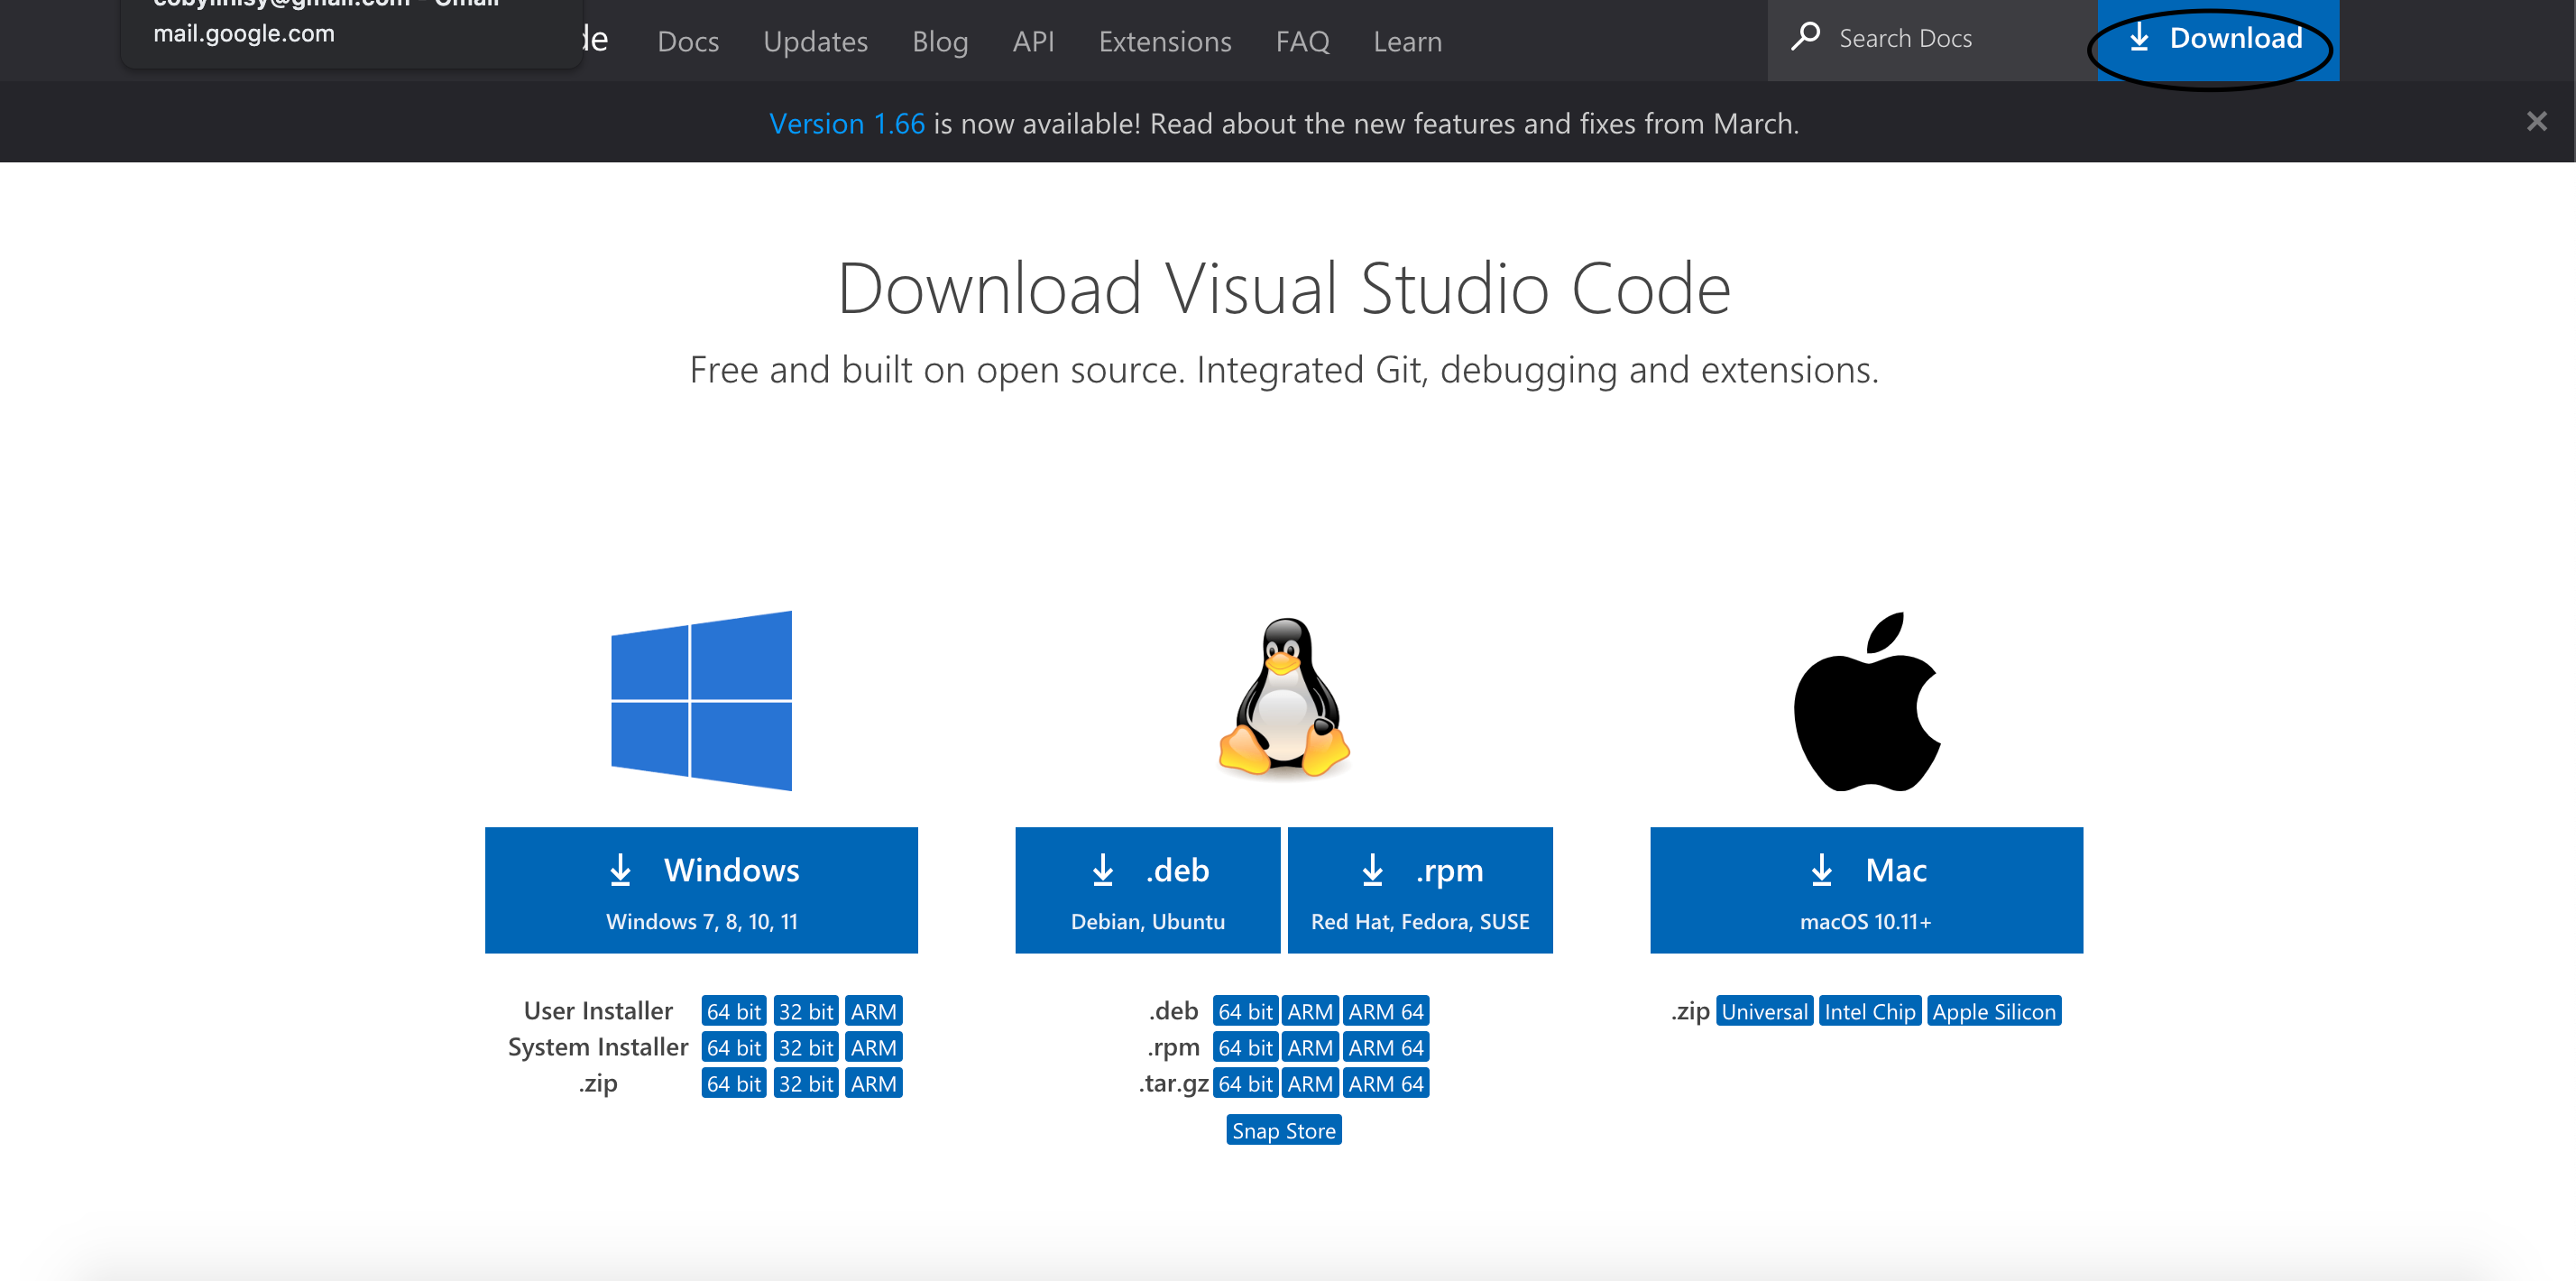 mail.google.com
de Docs Updates Blog API Extensions FAQ Learn Search Docs Download
Version 1.66 is now available! Read about the new features and fixes from March.
Download Visual Studio Code
Free and built on open source. Integrated Git, debugging and extensions.
Windows
Windows 7, 8, 10, 11
.deb
Debian, Ubuntu
.rpm
Red Hat, Fedora, SUSE
Mac
macOS 10.11+
User Installer 64 bit 32 bit ARM
System Installer 64 bit 32 bit ARM
.zip 64 bit 32 bit ARM
.deb 64 bit ARM ARM 64
.rpm 64 bit ARM ARM 64
.tar.gz 64 bit ARM ARM 64
Snap Store
.zip Universal Intel Chip Apple Silicon